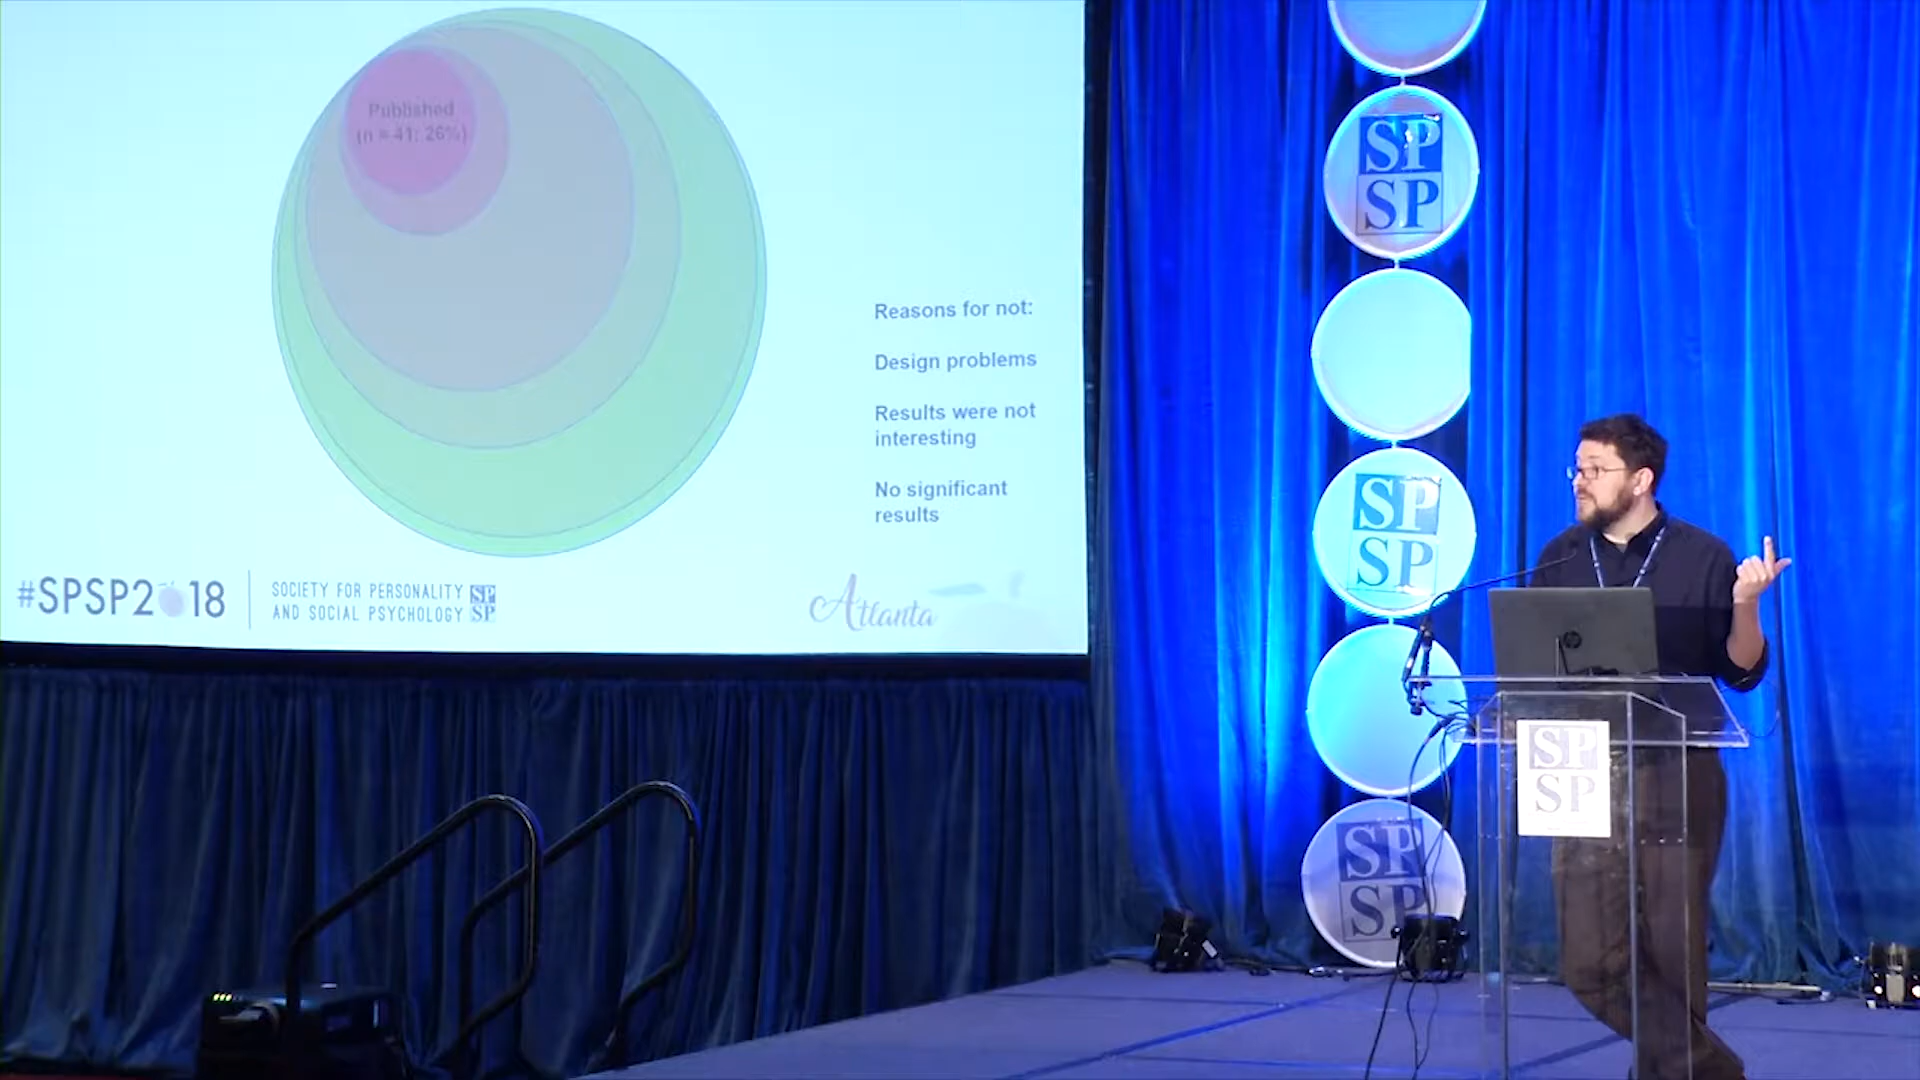 Published
(n = 41: 26%)
Reasons for not:
Design problems
Results were not
interesting
No significant
results
#SPSP2018
SOCIETY FOR PERSONALITY
AND SOCIAL PSYCHOLOGY
SP
SP
Atlanta
SP
SP
SP
SP
SP
SP
SP
SP